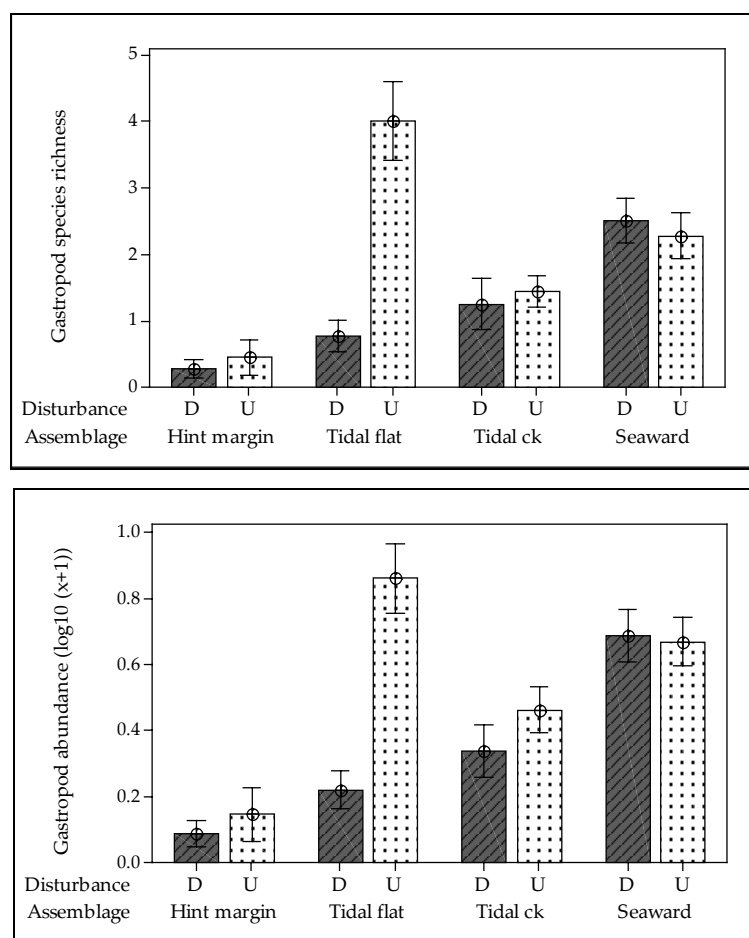 Gastropod species richness
5
4
3
2
1
0
Disturbance D U D U D U D U
Assemblage Hint margin Tidal flat Tidal ck Seaward
Gastropod abundance (log10 (x+1))
1.0
0.8
0.6
0.4
0.2
0.0
Disturbance D U D U D U D U
Assemblage Hint margin Tidal flat Tidal ck Seaward